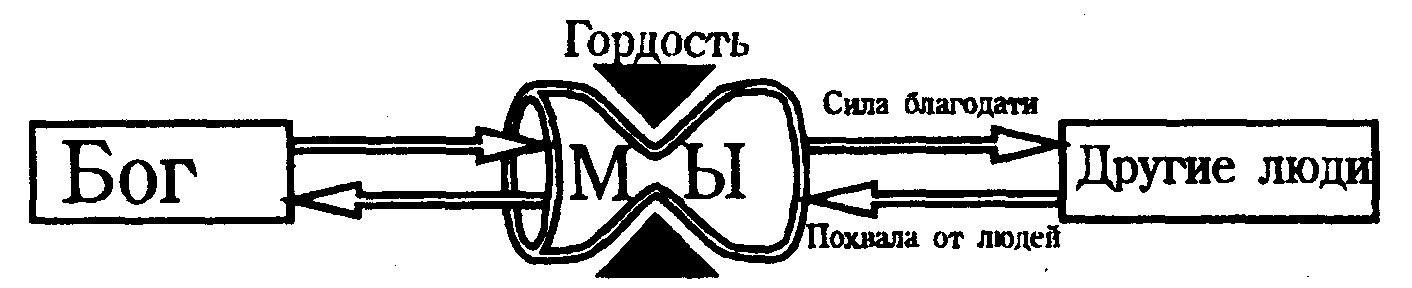 Гордость
Сила благодати
Бог
М Ы
Другие люди
Похвала от людей